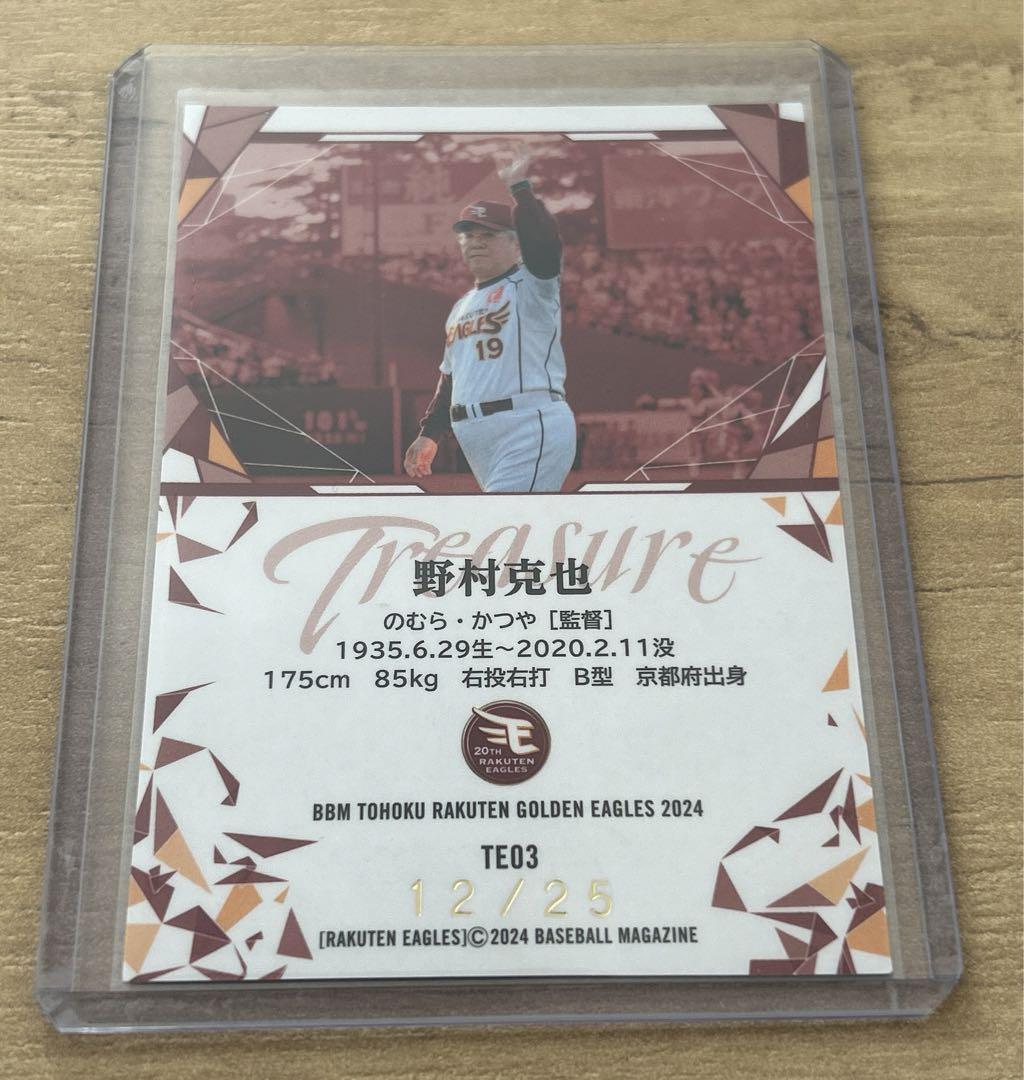 RAKUTEN
EAGLES
19
Treasure
野村克也
のむら・かつや［監督］
1935.6.29生～2020.2.11没
175cm 85kg 右投右打 B型 京都府出身
20TH
RAKUTEN
EAGLES
BBM TOHOKU RAKUTEN GOLDEN EAGLES 2024
TE03
12/25
[RAKUTEN EAGLES]©2024 BASEBALL MAGAZINE